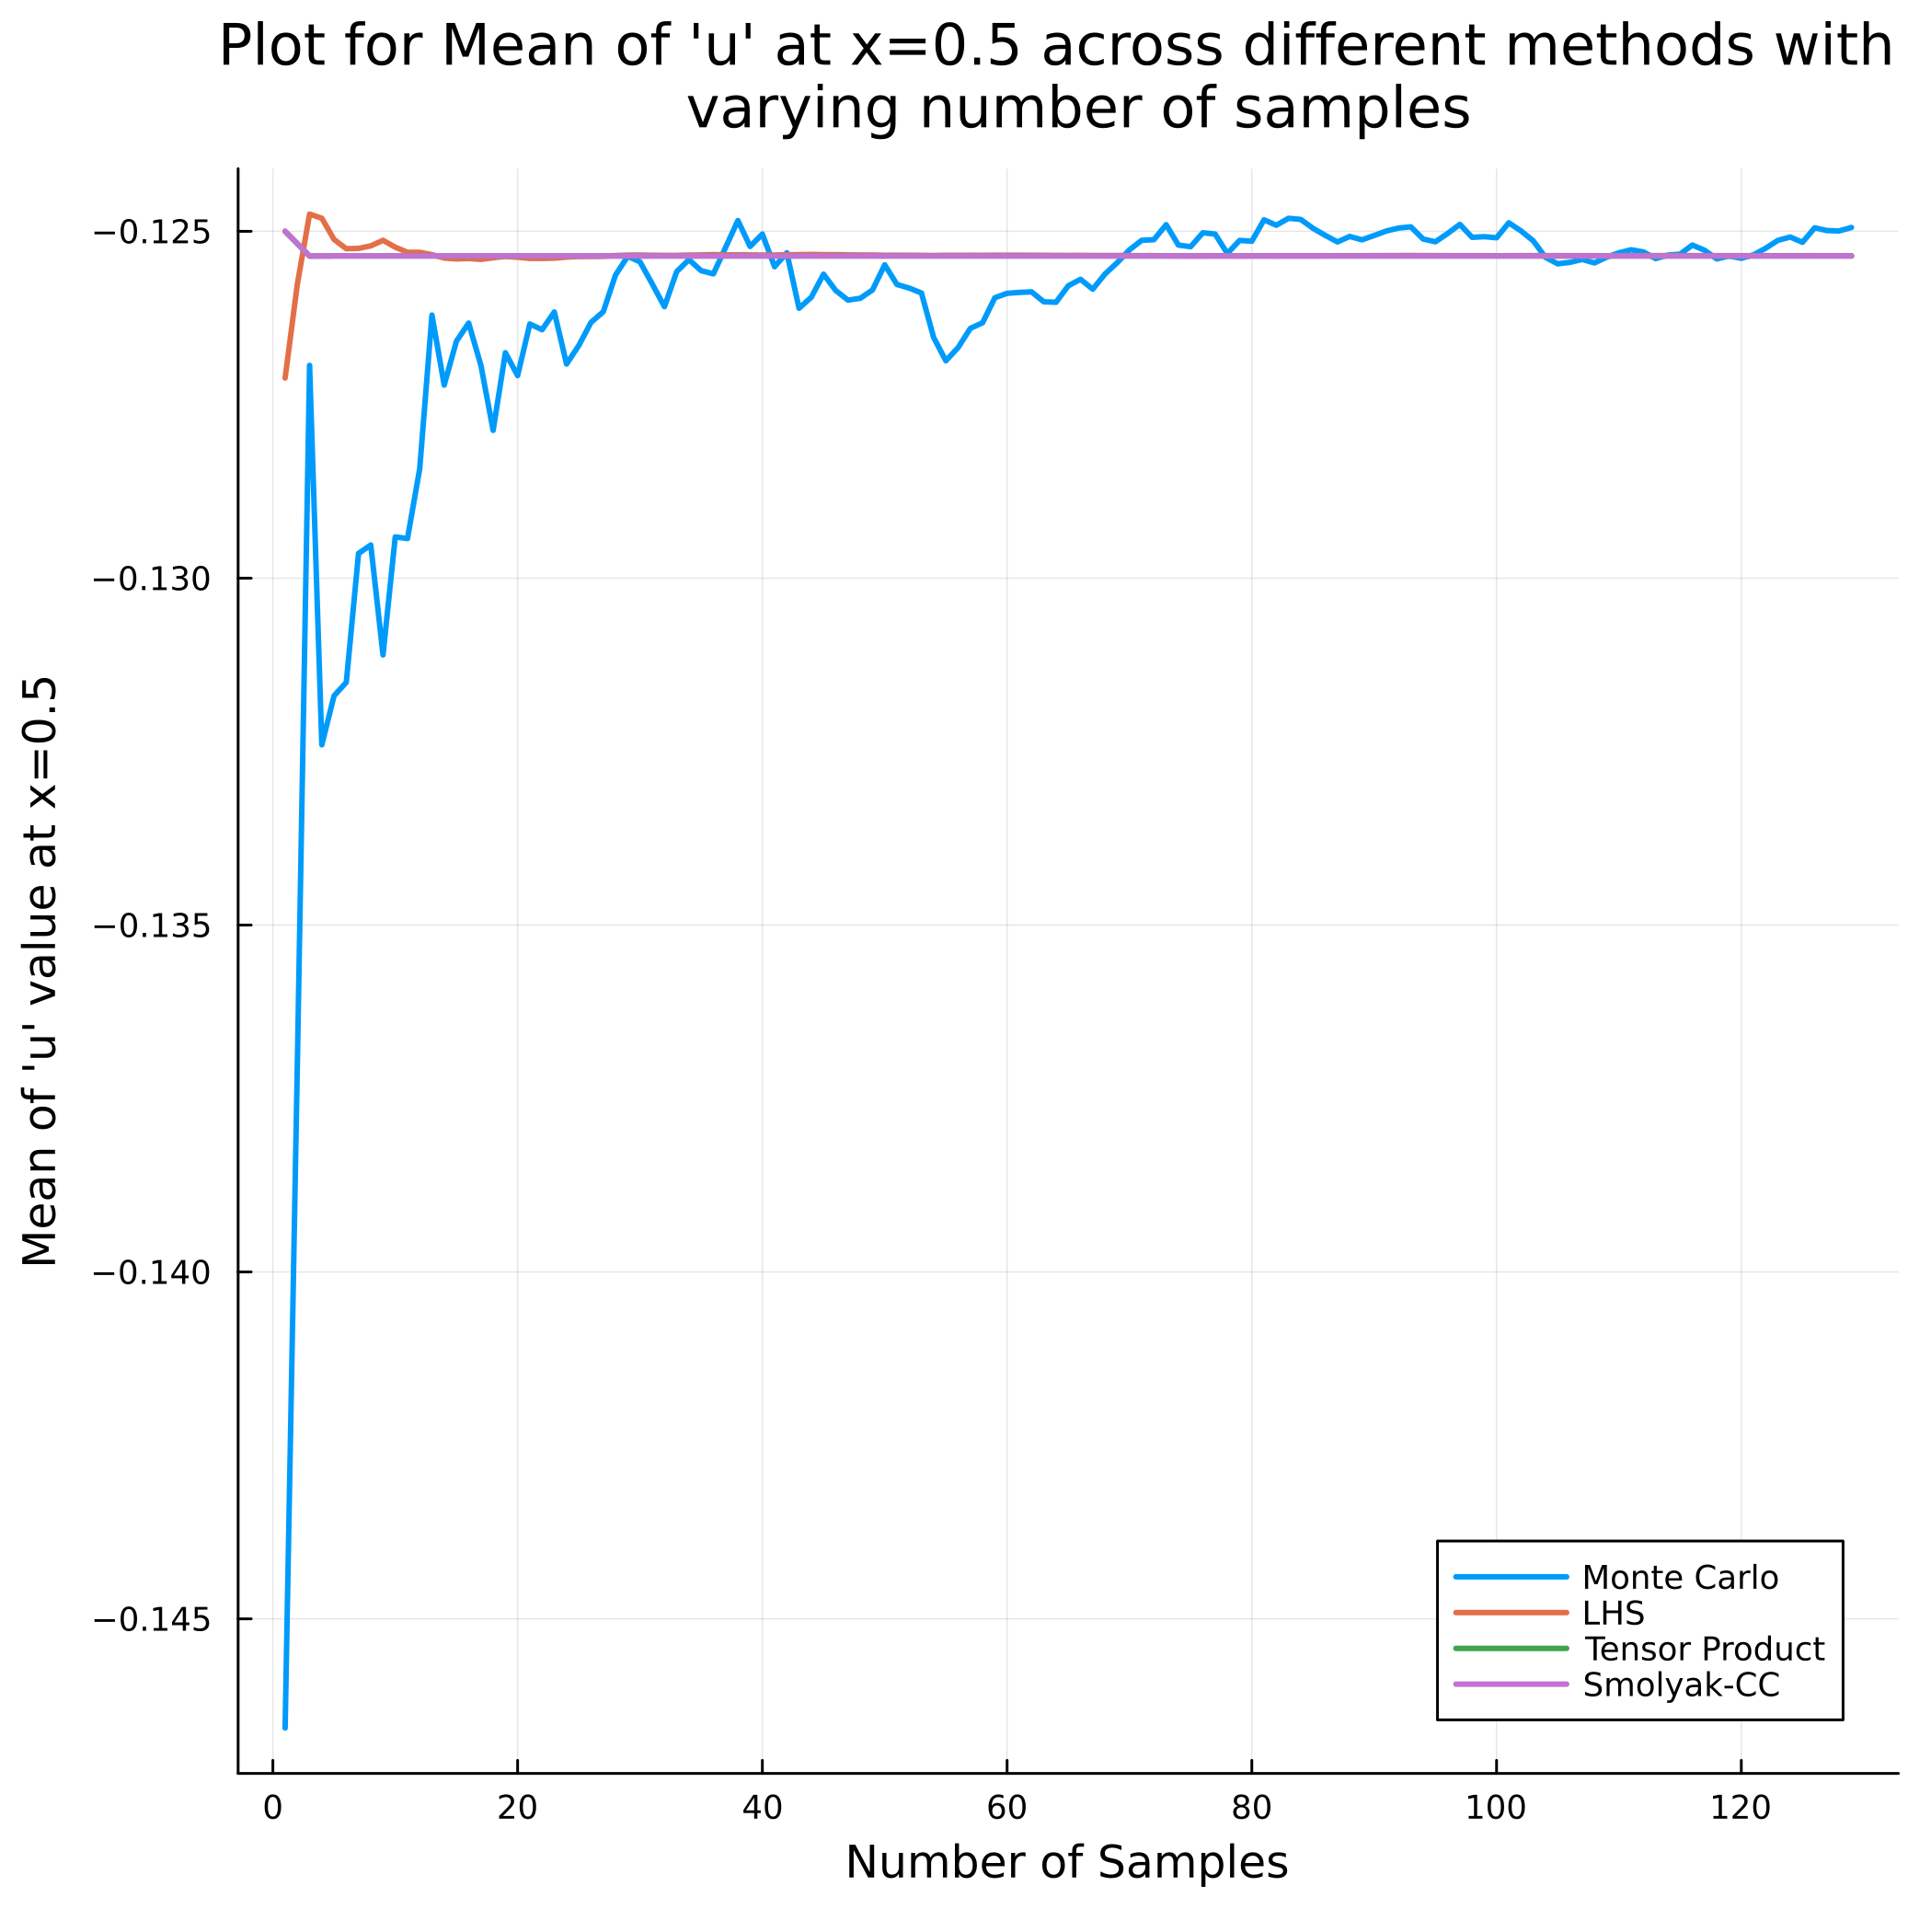 Plot for Mean of 'u' at x=0.5 across different methods with
varying number of samples
Mean of 'u' value at x=0.5
−0.125
−0.130
−0.135
−0.140
−0.145
0 20 40 60 80 100 120
Number of Samples
Monte Carlo
LHS
Tensor Product
Smolyak-CC